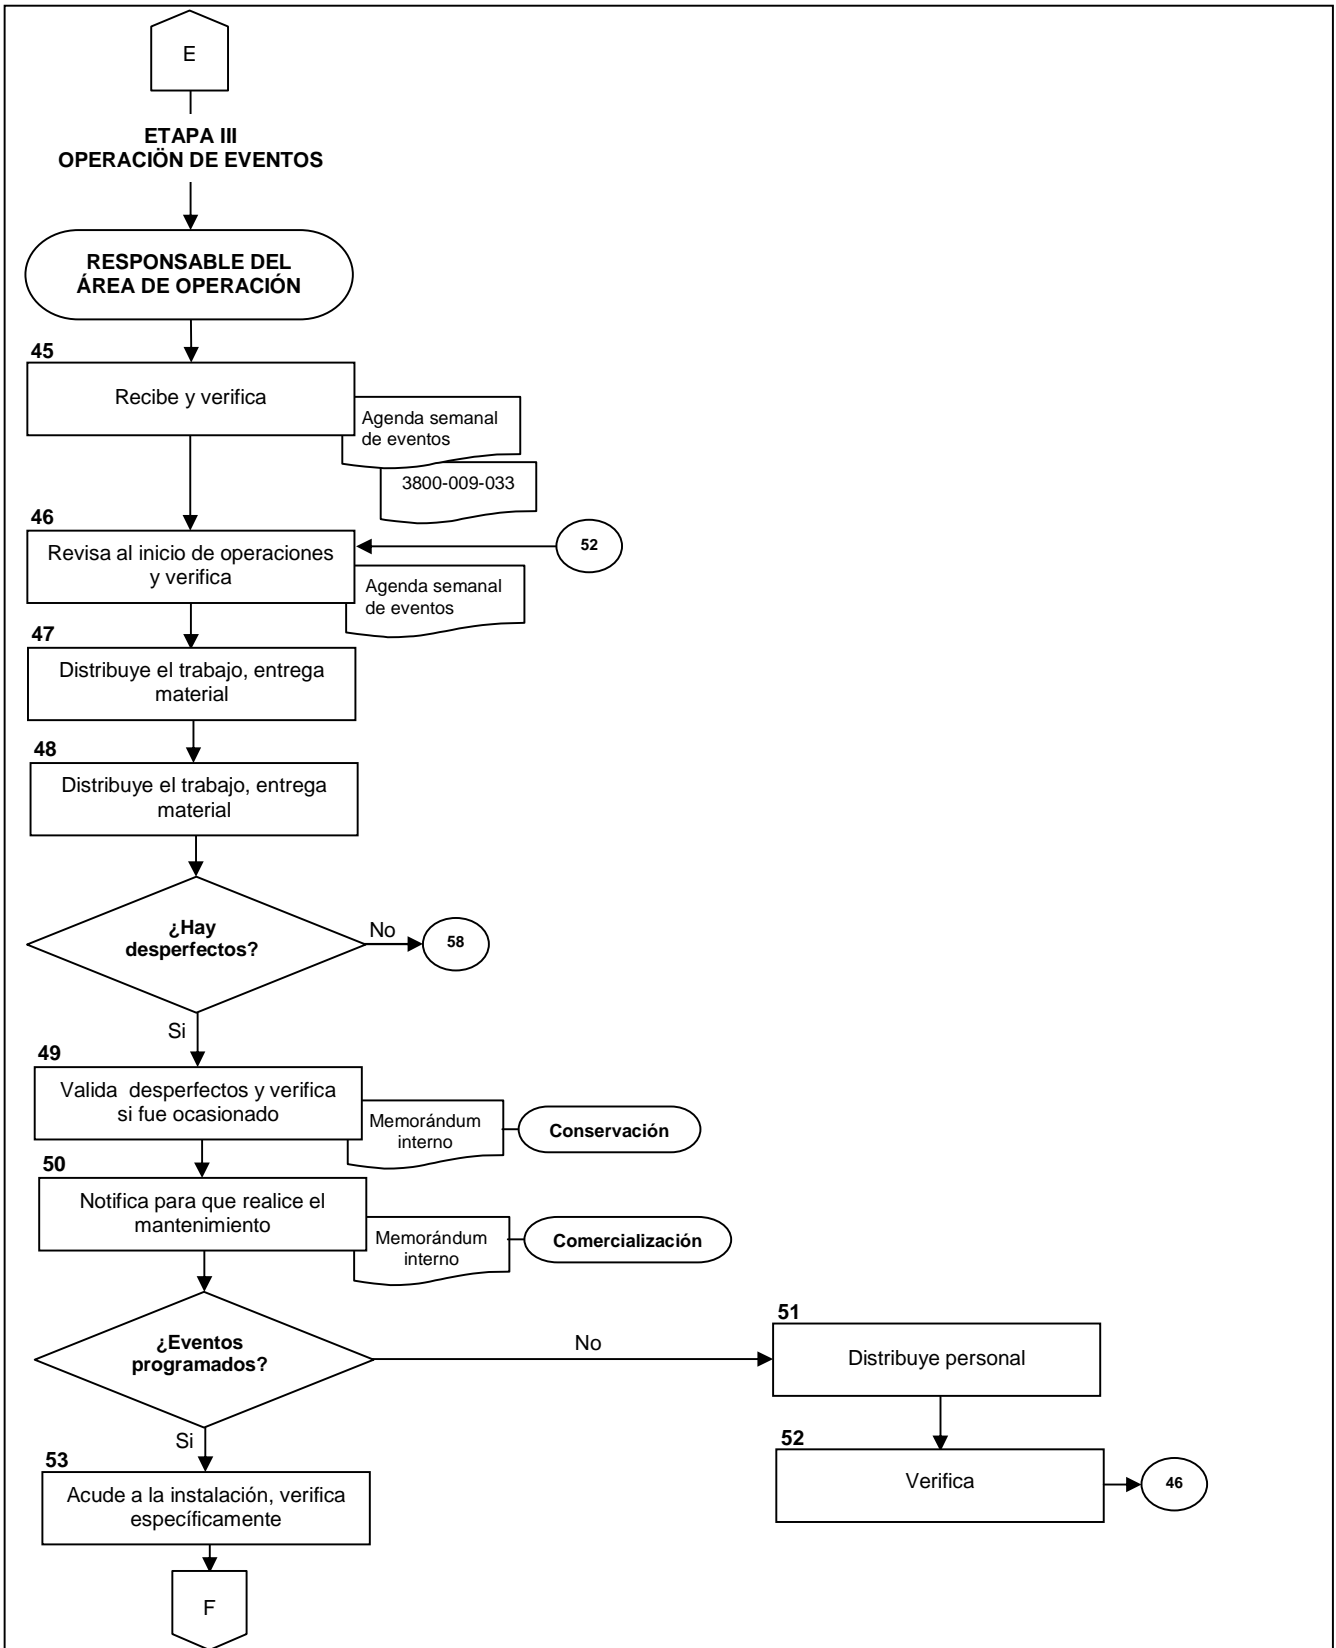 E
ETAPA III
OPERACIÖN DE EVENTOS
RESPONSABLE DEL
ÁREA DE OPERACIÓN
45
Recibe y verifica
Agenda semanal
de eventos
3800-009-033
46
Revisa al inicio de operaciones
y verifica
52
Agenda semanal
de eventos
47
Distribuye el trabajo, entrega
material
48
Distribuye el trabajo, entrega
material
¿Hay
desperfectos?
No
58
Si
49
Valida desperfectos y verifica
si fue ocasionado
Memorándum
interno
Conservación
50
Notifica para que realice el
mantenimiento
Memorándum
interno
Comercialización
¿Eventos
programados?
No
51
Distribuye personal
52
Verifica
46
Si
53
Acude a la instalación, verifica
específicamente
F